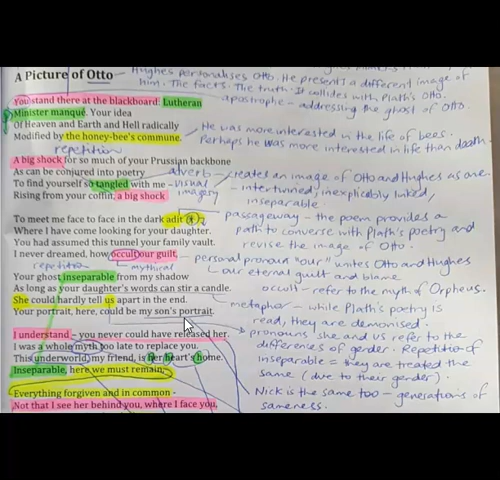 A Picture of Otto
Hughes personalises Otto. He presents a different image of
him. The facts. The truth. It collides with Plath's Otto.
You stand there at the blackboard: Lutheran
apostrophe - addressing the ghost of Otto.
Minister manqué. Your idea
Of Heaven and Earth and Hell radically
Modified by the honey-bee's commune.
He was more interested in the life of bees.
Perhaps he was more interested in life than death.
repetition
A big shock for so much of your Prussian backbone
As can be conjured into poetry
adverb - creates an image of Otto and Hughes as one
To find yourself so tangled with me -
visual imagery
- intertwined, inexplicably linked,
inseparable.
Rising from your coffin, a big shock
To meet me face to face in the dark adit
passageway - the poem provides a
path to converse with Plath's poetry and
revise the image of Otto.
Where I have come looking for your daughter.
You had assumed this tunnel your family vault.
I never dreamed, however occult our guilt,
personal pronoun "our" unites Otto and Hughes
our eternal guilt and blame
repetition
mythical
occult - refer to the myth of Orpheus.
Your ghost inseparable from my shadow
As long as your daughter's words can stir a candle.
She could hardly tell us apart in the end.
metaphor - while Plath's poetry is
read, they are demonised.
Your portrait, here, could be my son's portrait.
I understand - you never could have released her.
pronouns she and us refer to the
differences of gender. Repetition of
inseparable = they are treated the
same (due to their gender).
I was a whole myth too late to replace you.
This underworld, my friend, is her heart's home.
Inseparable, here we must remain,
Everything forgiven and in common -
Nick is the same too - generations of
sameness.
Not that I see her behind you, where I face you,